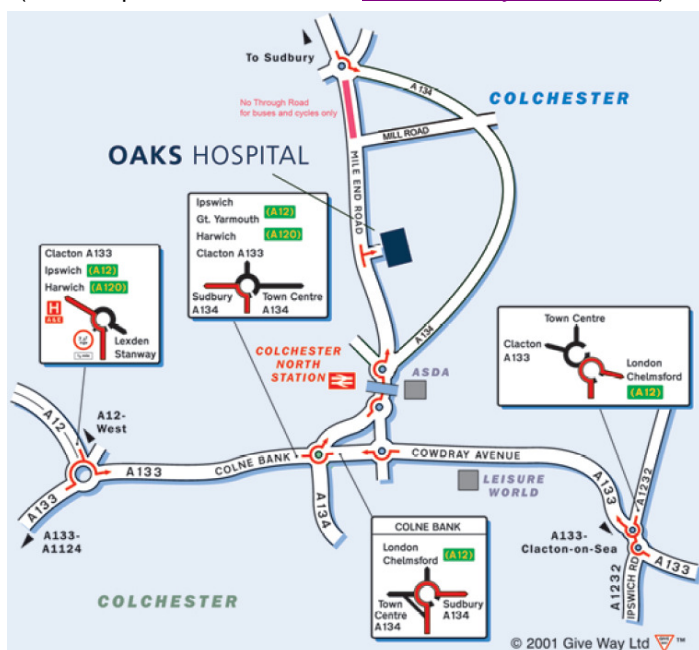 To Sudbury
A134
COLCHESTER
No Through Road
for buses and cycles only
MILL ROAD
OAKS HOSPITAL
MILE END ROAD
Ipswich
Gt. Yarmouth (A12)
Harwich (A120)
Clacton A133
Sudbury
A134
Town Centre
A134
Clacton A133
Ipswich (A12)
Harwich (A120)
H
A&E
Lexden
Stanway
A134
COLCHESTER
NORTH
STATION
ASDA
Town Centre
Clacton
A133
London
Chelmsford
(A12)
A12-
West
A12
A133
COLNE BANK
COWDRAY AVENUE
A133
A1232
LEISURE
WORLD
A133
A134
A133-
A1124
COLNE BANK
London
Chelmsford (A12)
Town
Centre
A134
Sudbury
A134
A133-
Clacton-on-Sea
A133
A1232
IPSWICH RD
COLCHESTER
© 2001 Give Way Ltd ™